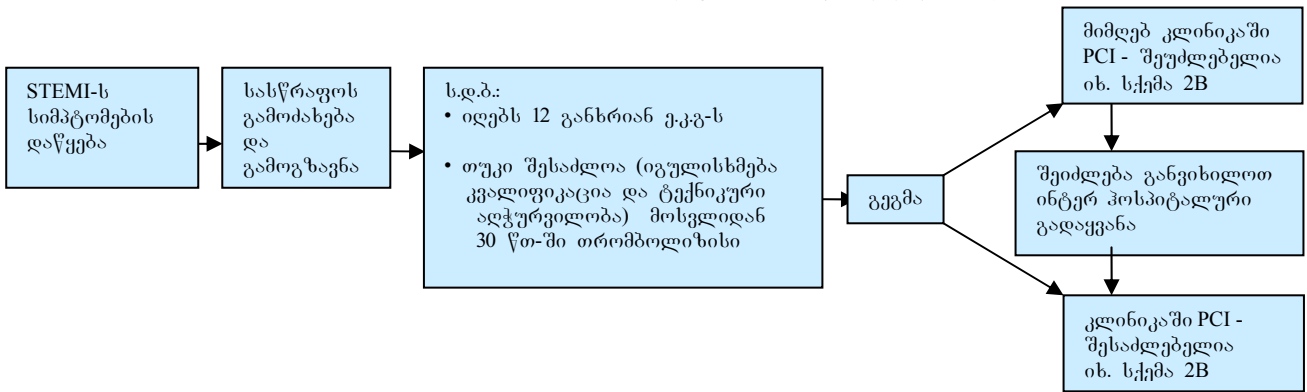 STEMI-ს
სიმპტომების
დაწყება
სასწრაფოს
გამოძახება
და
გამოგზავნა
ს.დ.ბ.:
• იღებს 12 განხრიან ე.კ.გ-ს
• თუკი შესაძლოა (იგულისხმება
კვალიფიკაცია და ტექნიკური
აღჭურვილობა) მოსვლიდან
30 წთ-ში თრომბოლიზისი
გეგმა
მიმღებ კლინიკაში
PCI - შეუძლებელია
იხ. სქემა 2B
შეიძლება განვიხილოთ
ინტერ ჰოსპიტალური
გადაყვანა
კლინიკაში PCI -
შესაძლებელია
იხ. სქემა 2B